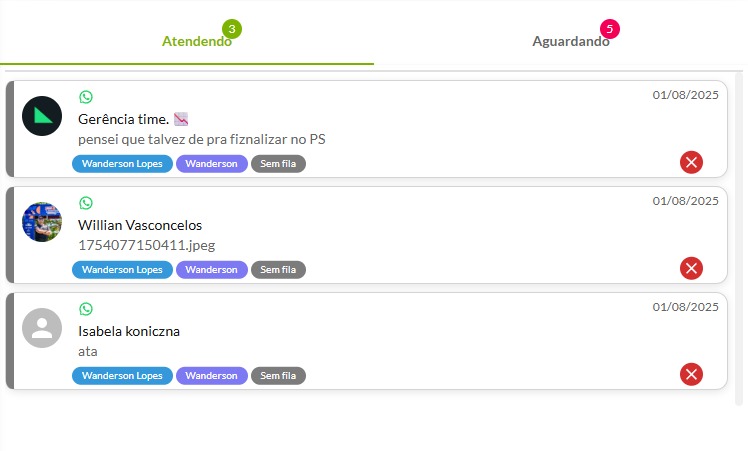 Atendendo 3
Aguardando 5
01/08/2025
Gerência time. 📉
pensei que talvez de pra fiznalizar no PS
Wanderson Lopes Wanderson Sem fila
01/08/2025
Willian Vasconcelos
1754077150411.jpeg
Wanderson Lopes Wanderson Sem fila
01/08/2025
Isabela koniczna
ata
Wanderson Lopes Wanderson Sem fila